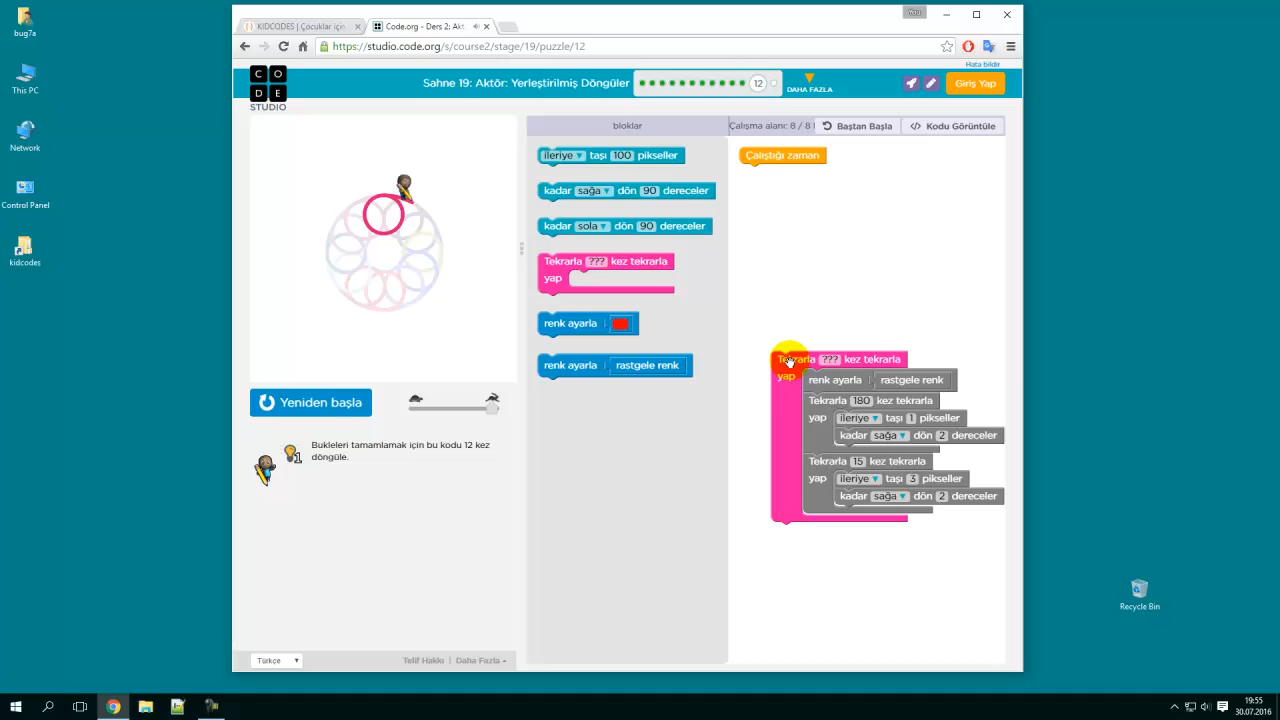 bug7a
This PC
Network
Control Panel
kidcodes
Recycle Bin
KIDCODES | Çocuklar için
Code.org - Ders 2: Akt
You
https://studio.code.org/s/course2/stage/19/puzzle/12
Hata bildir
C O
D E
STUDIO
Sahne 19: Aktör: Yerleştirilmiş Döngüler
12
DAHA FAZLA
Giriş Yap
bloklar
Çalışma alanı: 8 / 8
Baştan Başla
Kodu Görüntüle
ileriye taşı 100 pikseller
kadar sağa dön 90 dereceler
kadar sola dön 90 dereceler
Tekrarla ??? kez tekrarla
yap
renk ayarla
renk ayarla rastgele renk
Çalıştığı zaman
Tekrarla ??? kez tekrarla
yap
renk ayarla rastgele renk
Tekrarla 180 kez tekrarla
yap ileriye taşı 1 pikseller
kadar sağa dön 2 dereceler
Tekrarla 15 kez tekrarla
yap ileriye taşı 3 pikseller
kadar sağa dön 2 dereceler
Yeniden başla
1
Bukleleri tamamlamak için bu kodu 12 kez
döngüle.
Türkçe
Telif Hakkı | Daha Fazla
19:55
30.07.2016